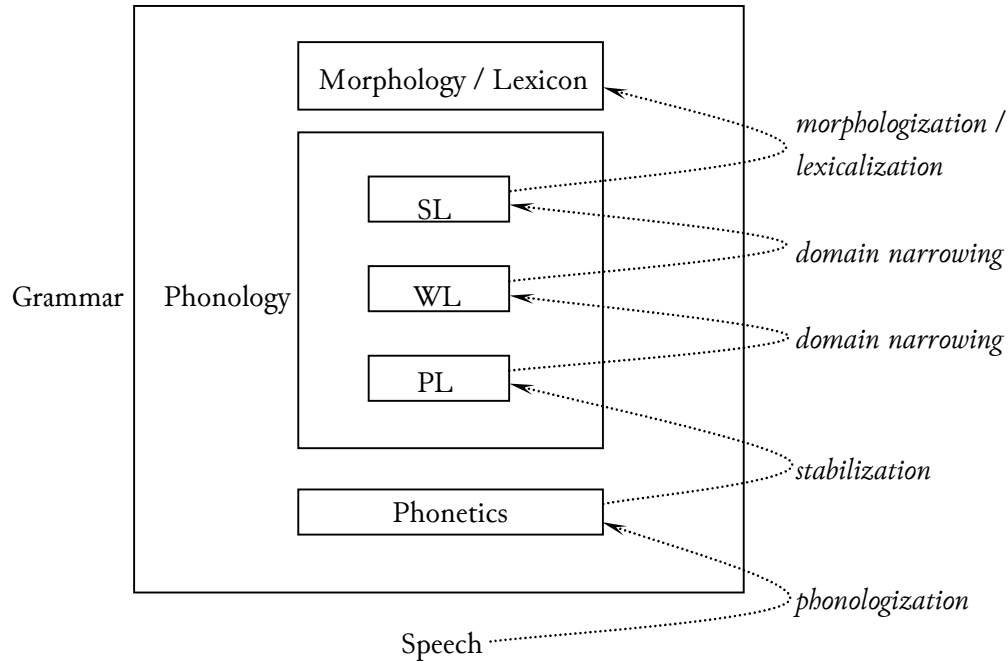 Morphology / Lexicon
morphologization /
lexicalization
SL
domain narrowing
WL
Grammar
Phonology
domain narrowing
PL
stabilization
Phonetics
phonologization
Speech